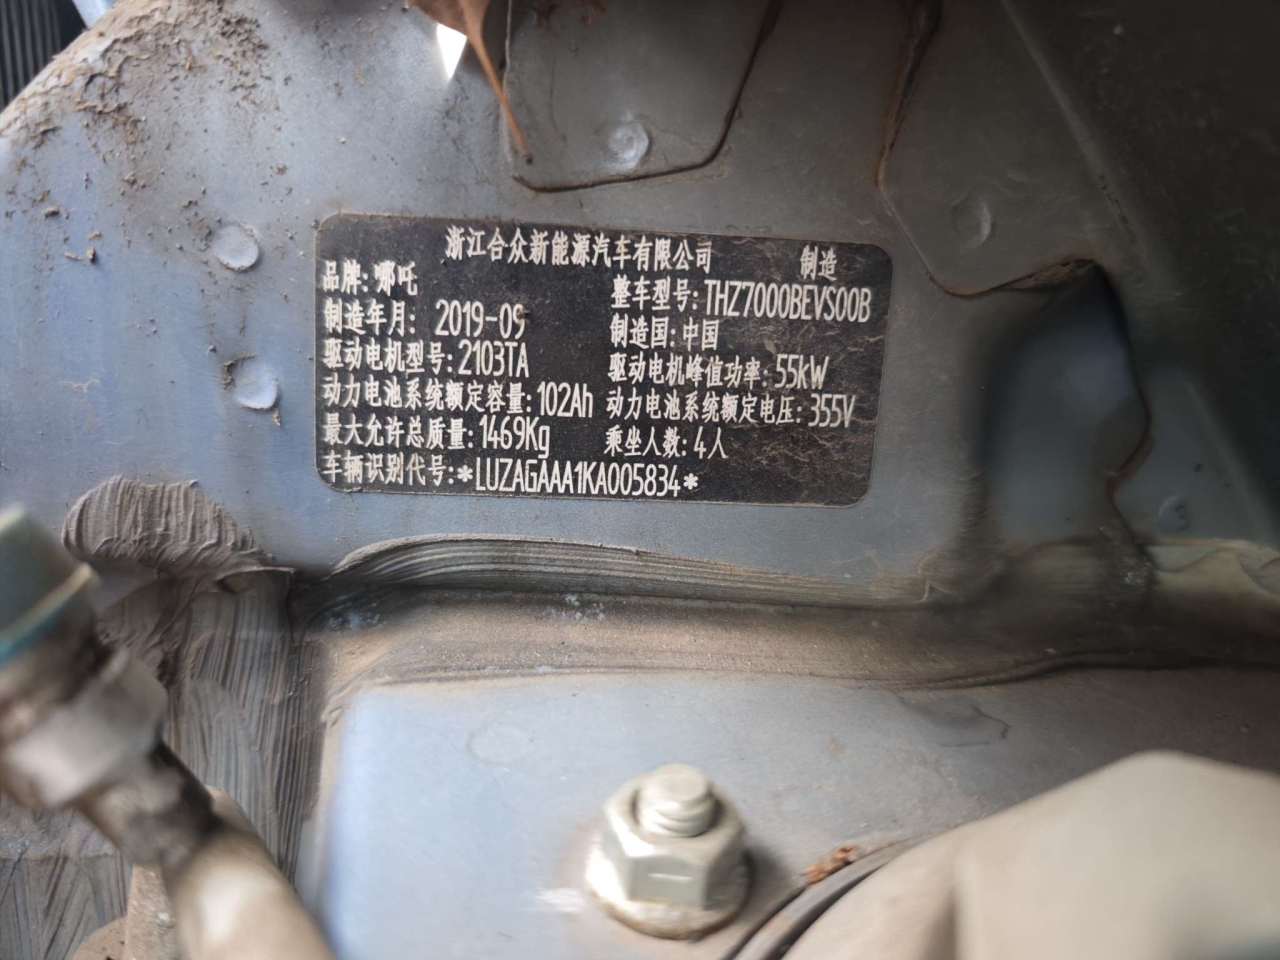 浙江合众新能源汽车有限公司 制造
品牌:哪吒 整车型号:THZ7000BEVS00B
制造年月: 2019-09 制造国:中国
驱动电机型号:2103TA 驱动电机峰值功率:55kW
动力电池系统额定容量:102Ah 动力电池系统额定电压:355V
最大允许总质量:1469Kg 乘坐人数:4人
车辆识别代号:*LUZAGAAA1KA005834*